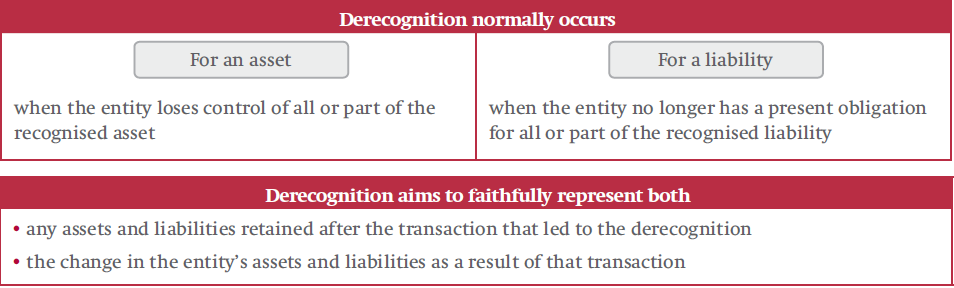 Derecognition normally occurs
For an asset
when the entity loses control of all or part of the
recognised asset
For a liability
when the entity no longer has a present obligation
for all or part of the recognised liability
Derecognition aims to faithfully represent both
• any assets and liabilities retained after the transaction that led to the derecognition
• the change in the entity’s assets and liabilities as a result of that transaction